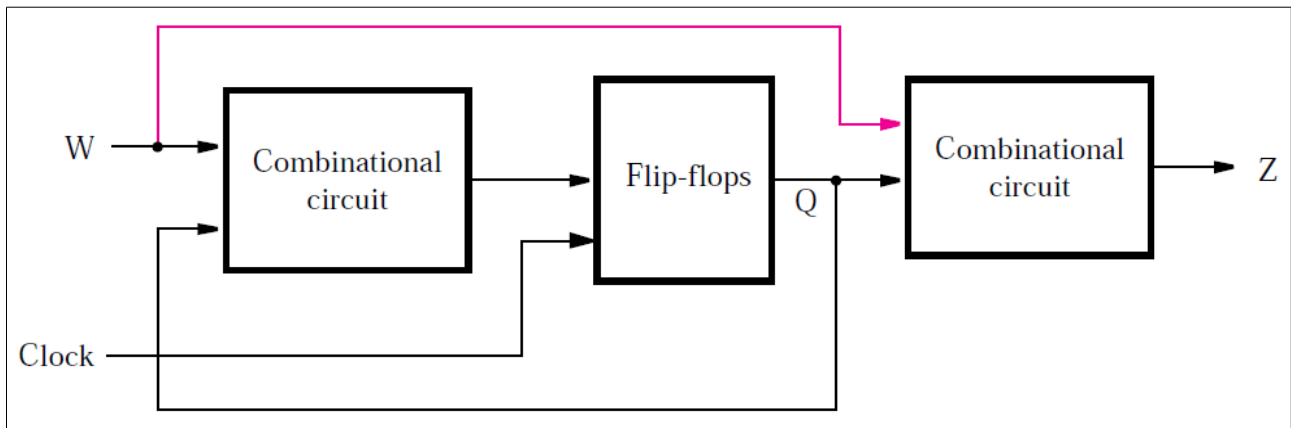 W
Combinational
circuit
Flip-flops
Q
Combinational
circuit
Z
Clock